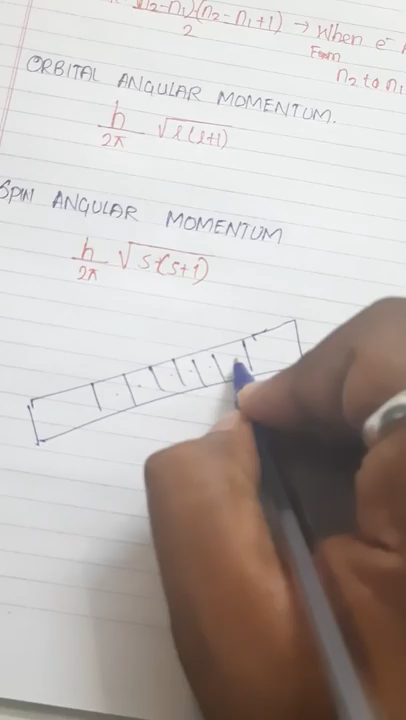 (n2-n1)(n2-n1+1)/2 → When e-
From
n2 to n1
ORBITAL ANGULAR MOMENTUM.
h/2π √l(l+1)
SPIN ANGULAR MOMENTUM
h/2π √s(s+1)